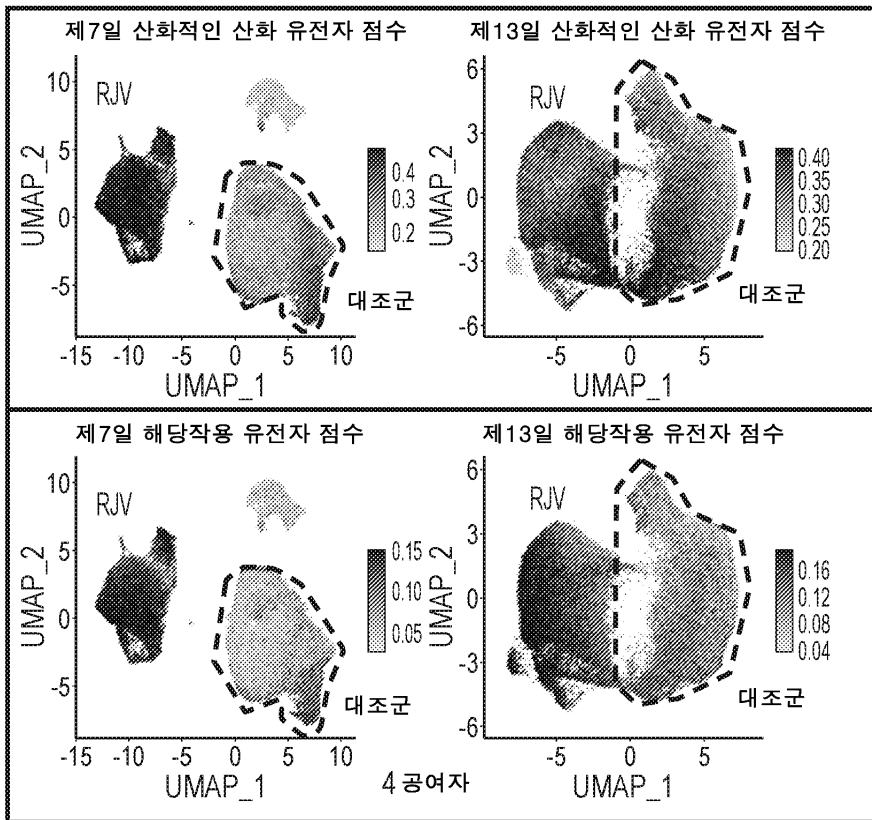 제7일 산화적인 산화 유전자 점수
제13일 산화적인 산화 유전자 점수
RJV
10
5
0
-5
UMAP_2
-15 -10 -5 0 5 10
UMAP_1
0.4
0.3
0.2
대조군
RJV
6
3
0
-3
-6
UMAP_2
-5 0 5
UMAP_1
0.40
0.35
0.30
0.25
0.20
대조군
제7일 해당작용 유전자 점수
제13일 해당작용 유전자 점수
RJV
10
5
0
-5
UMAP_2
-15 -10 -5 0 5 10
UMAP_1
0.15
0.10
0.05
대조군
RJV
6
3
0
-3
-6
UMAP_2
-5 0 5
UMAP_1
0.16
0.12
0.08
0.04
대조군
4 공여자